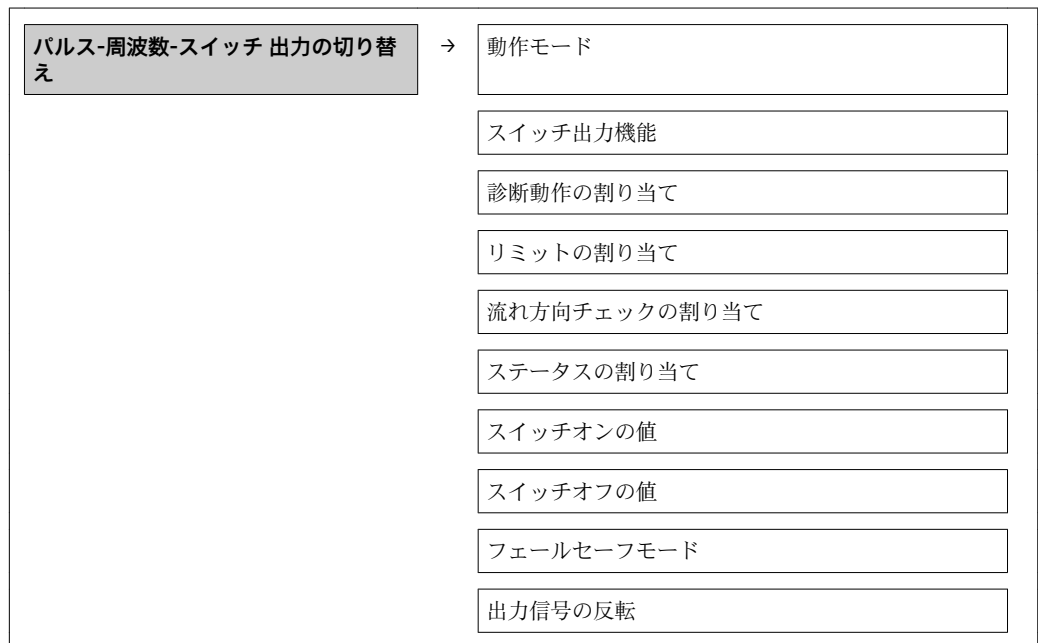 パルス-周波数-スイッチ 出力の切り替
え
→
動作モード
スイッチ出力機能
診断動作の割り当て
リミットの割り当て
流れ方向チェックの割り当て
ステータスの割り当て
スイッチオンの値
スイッチオフの値
フェールセーフモード
出力信号の反転